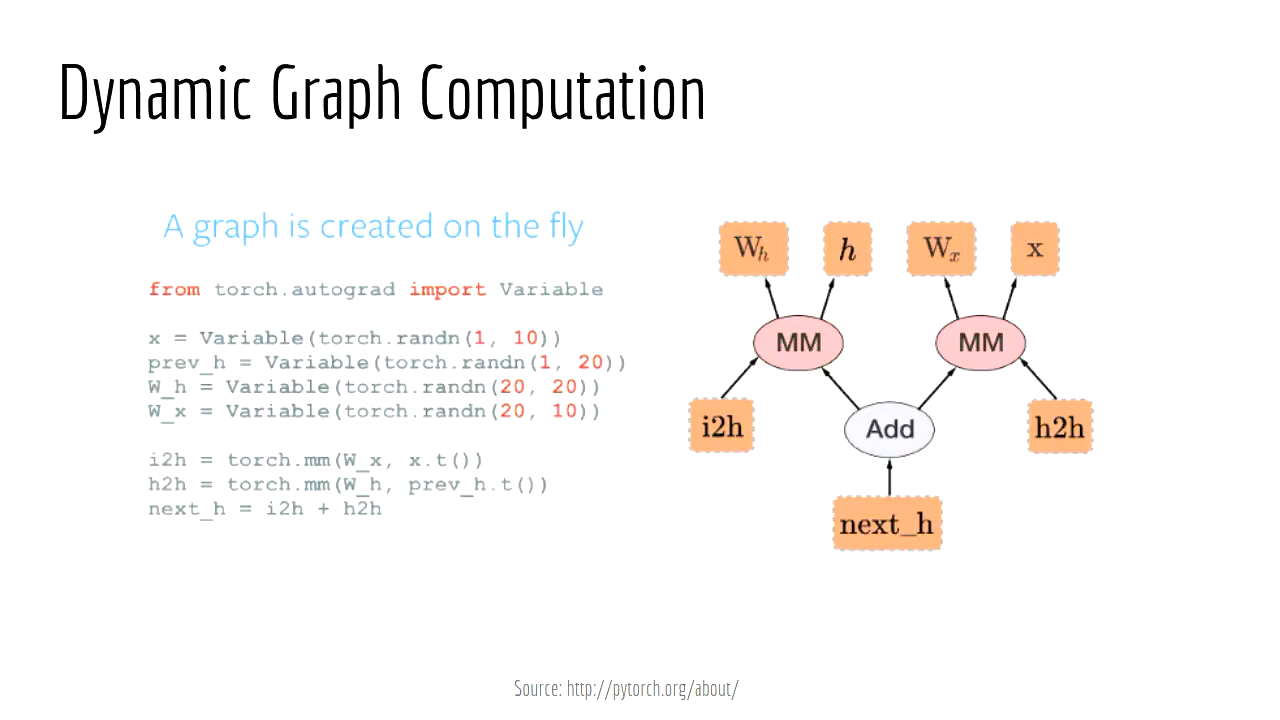 Dynamic Graph Computation
A graph is created on the fly
from torch.autograd import Variable
x = Variable(torch.randn(1, 10))
prev_h = Variable(torch.randn(1, 20))
W_h = Variable(torch.randn(20, 20))
W_x = Variable(torch.randn(20, 10))
i2h = torch.mm(W_x, x.t())
h2h = torch.mm(W_h, prev_h.t())
next_h = i2h + h2h
Wₕ h Wₓ x
MM MM
i2h Add h2h
next_h
Source: http://pytorch.org/about/